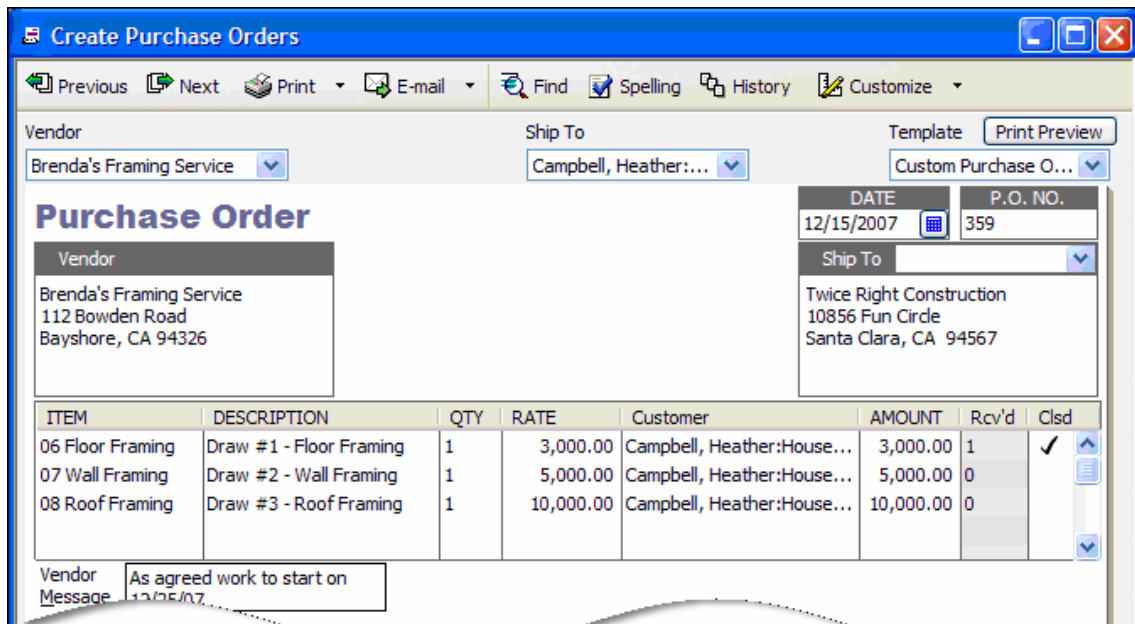 Create Purchase Orders
Previous Next Print E-mail Find Spelling History Customize
Vendor Ship To Template Print Preview
Brenda's Framing Service Campbell, Heather:... Custom Purchase O...
Purchase Order
DATE P.O. NO.
12/15/2007 359
Vendor
Brenda's Framing Service
112 Bowden Road
Bayshore, CA 94326
Ship To
Twice Right Construction
10856 Fun Circle
Santa Clara, CA 94567
ITEM DESCRIPTION QTY RATE Customer AMOUNT Rcv'd Clsd
06 Floor Framing Draw #1 - Floor Framing 1 3,000.00 Campbell, Heather:House... 3,000.00 1 ✓
07 Wall Framing Draw #2 - Wall Framing 1 5,000.00 Campbell, Heather:House... 5,000.00 0
08 Roof Framing Draw #3 - Roof Framing 1 10,000.00 Campbell, Heather:House... 10,000.00 0
Vendor
Message
As agreed work to start on
12/25/07